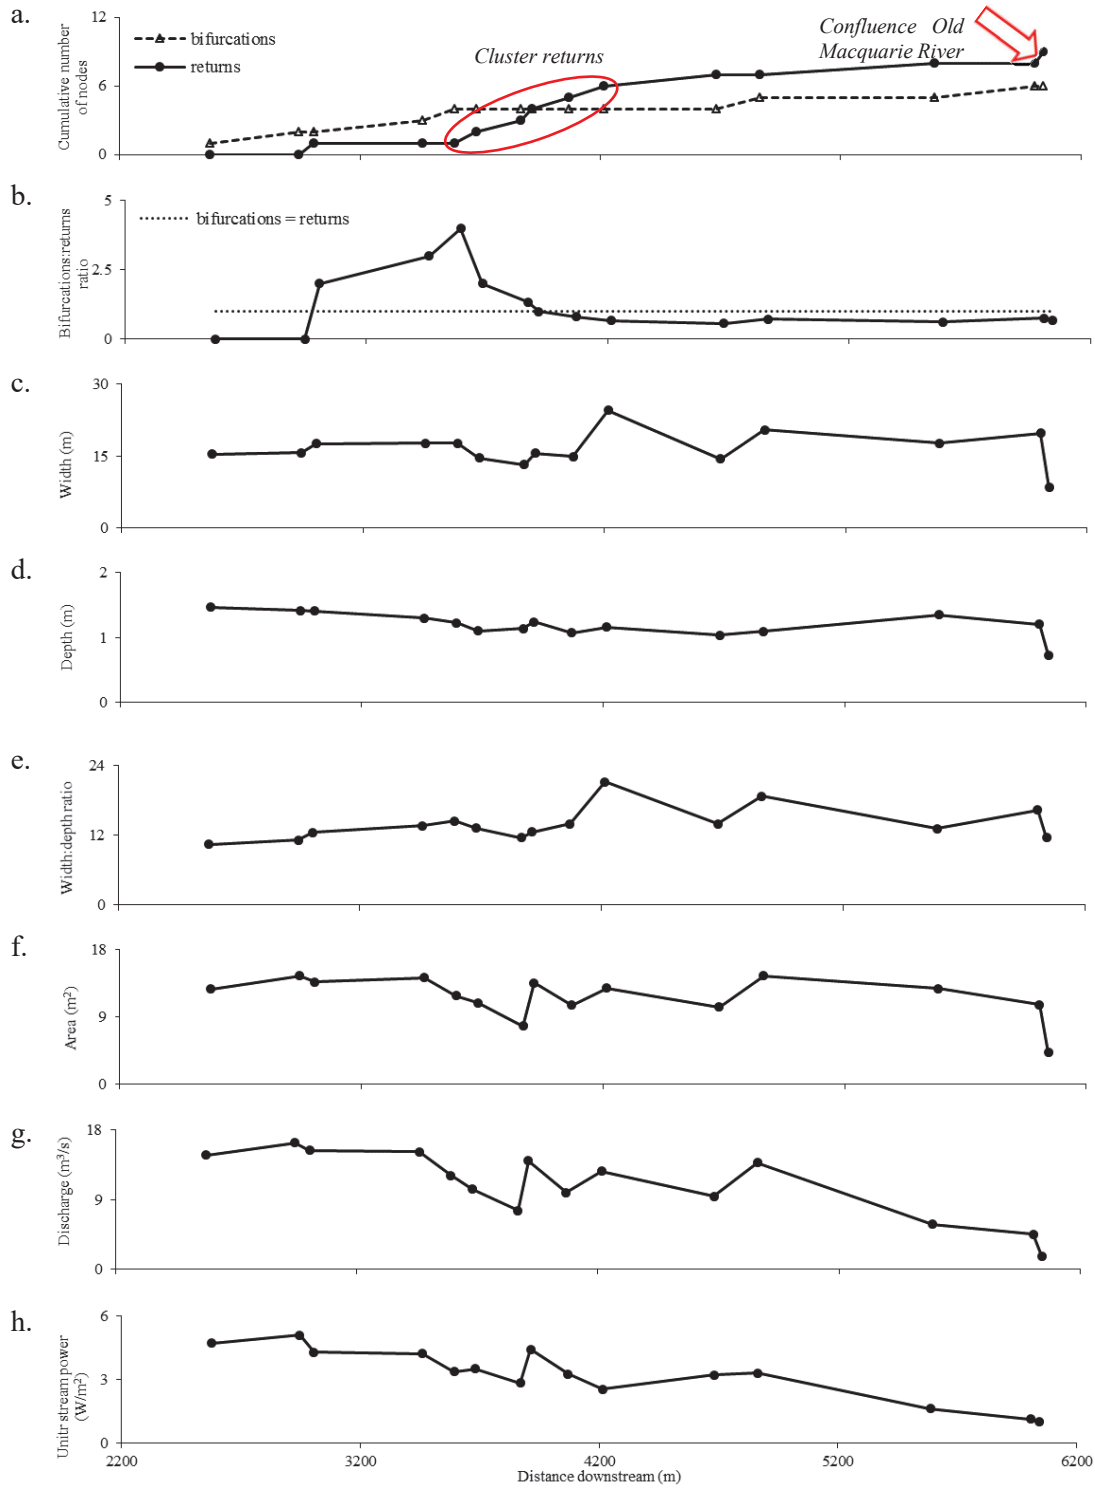 a.
12
6
0
Cumulative number
of nodes
bifurcations
returns
Cluster returns
Confluence Old
Macquarie River
b.
5
2.5
0
Bifurcations:returns
ratio
bifurcations = returns
c.
30
15
0
Width (m)
d.
2
1
0
Depth (m)
e.
24
12
0
Width:depth ratio
f.
18
9
0
Area (m²)
g.
18
9
0
Discharge (m³/s)
h.
6
3
0
Unitr stream power
(W/m²)
2200
3200
4200
5200
6200
Distance downstream (m)